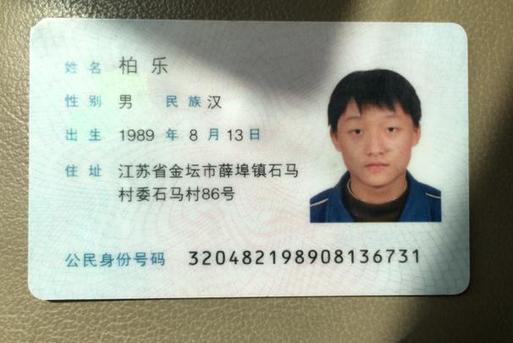 姓名 柏乐
性别 男 民族 汉
出生 1989 年 8 月 13 日
住址 江苏省金坛市薛埠镇石马
村委石马村86号
公民身份号码 320482198908136731